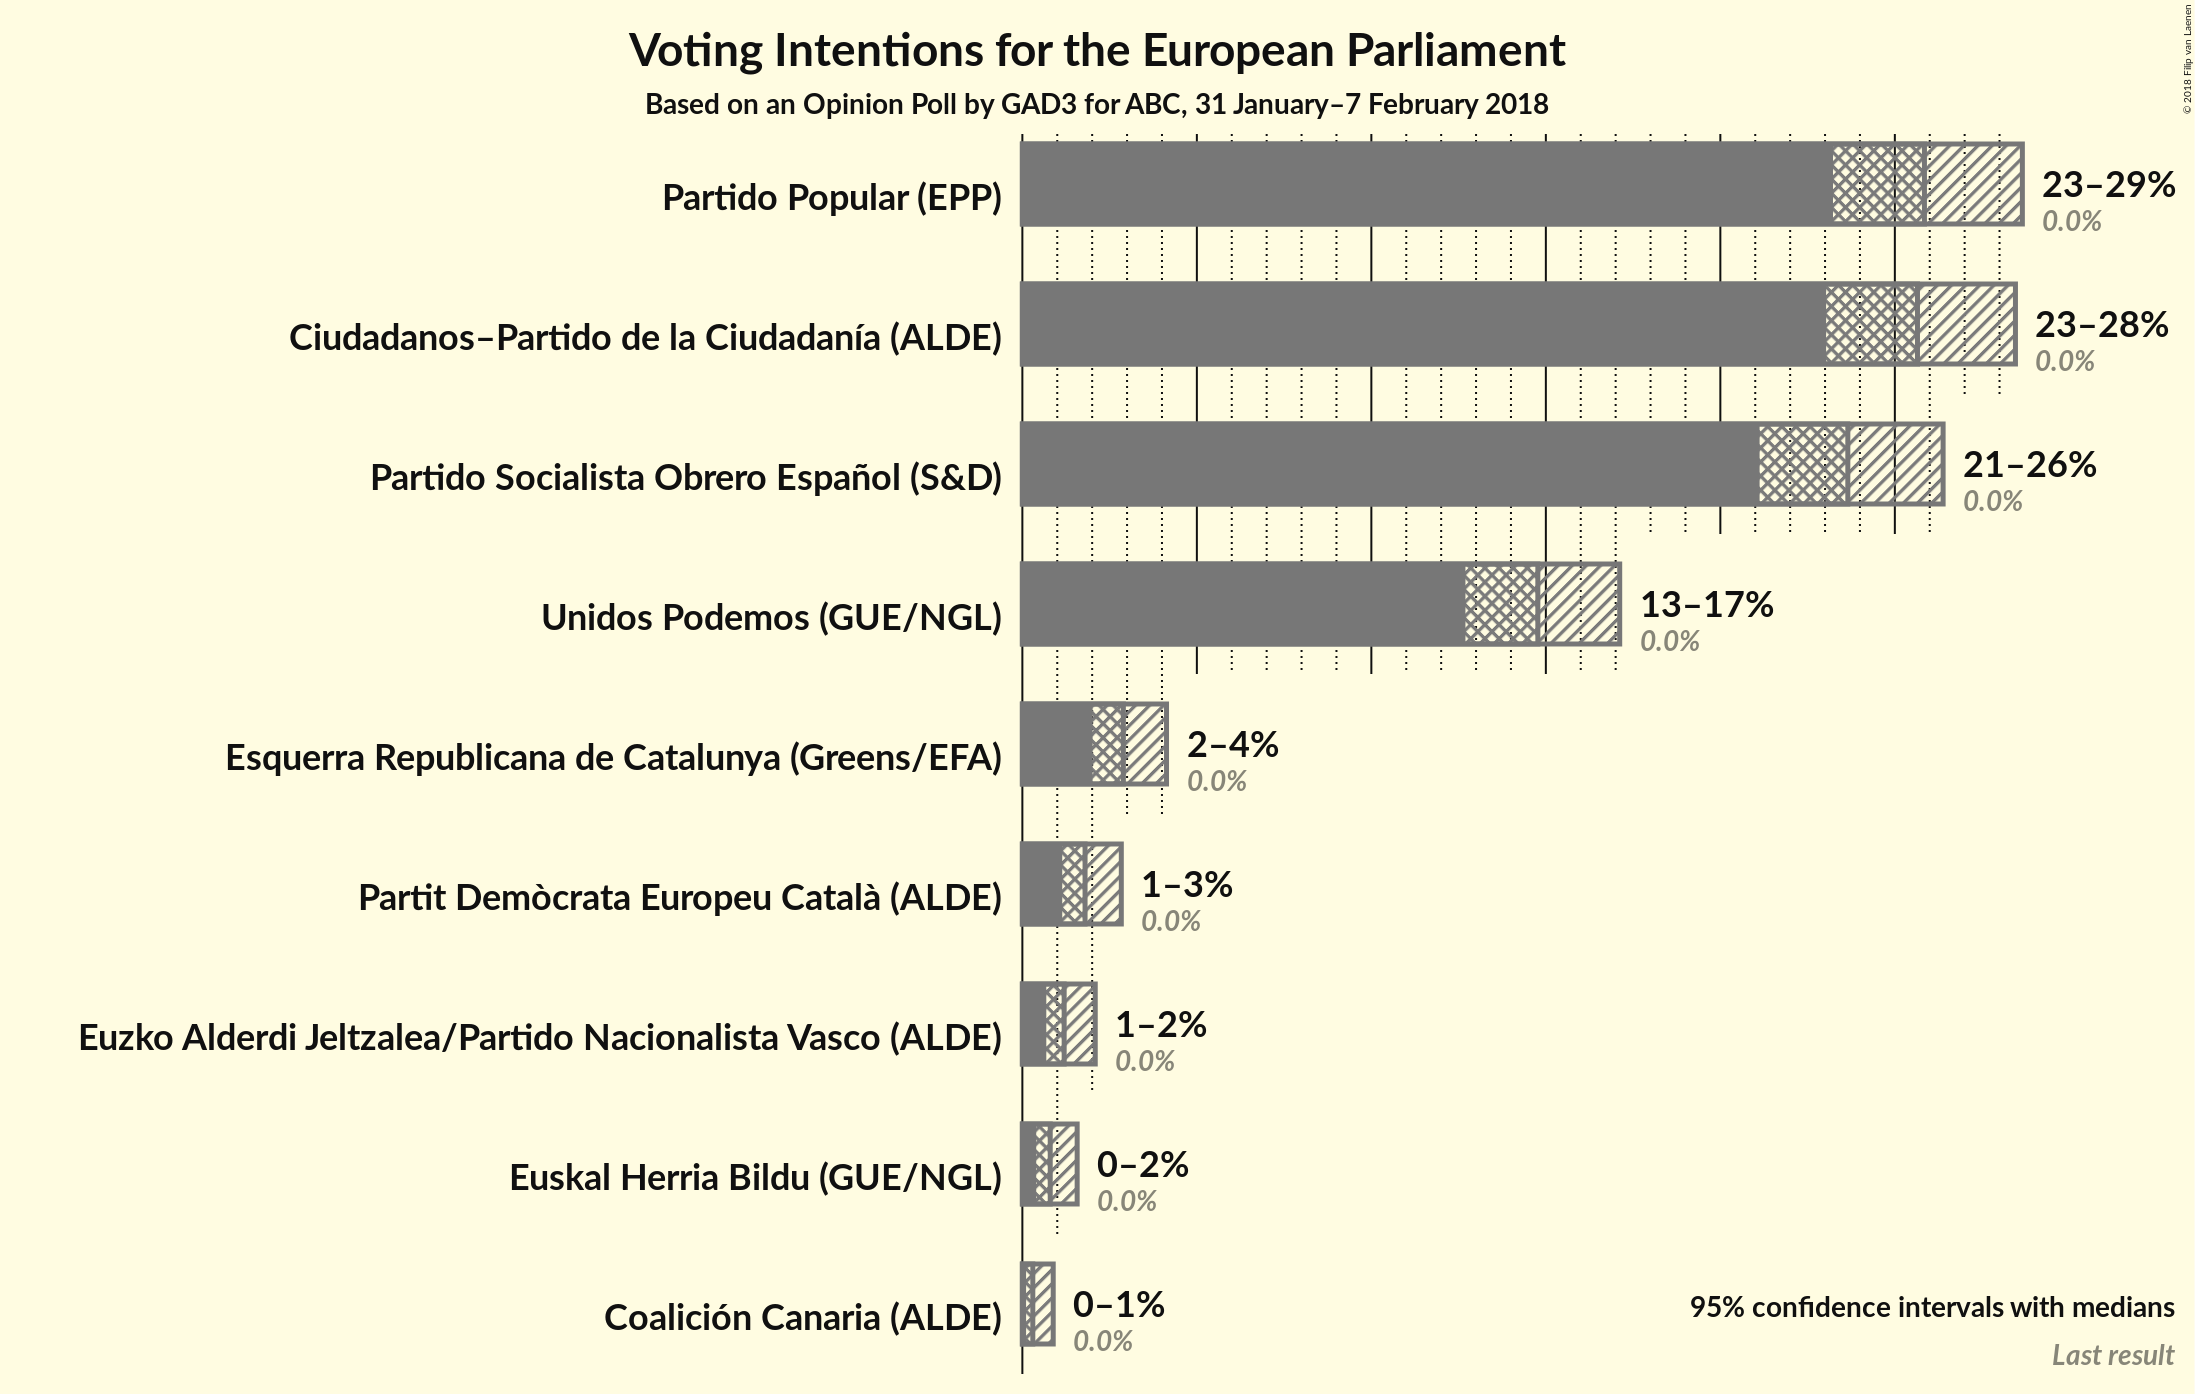 Voting Intentions for the European Parliament
Based on an Opinion Poll by GAD3 for ABC, 31 January–7 February 2018
© 2018 Filip van Laenen
Partido Popular (EPP)
23–29%
0.0%
Ciudadanos–Partido de la Ciudadanía (ALDE)
23–28%
0.0%
Partido Socialista Obrero Español (S&D)
21–26%
0.0%
Unidos Podemos (GUE/NGL)
13–17%
0.0%
Esquerra Republicana de Catalunya (Greens/EFA)
2–4%
0.0%
Partit Demòcrata Europeu Català (ALDE)
1–3%
0.0%
Euzko Alderdi Jeltzalea/Partido Nacionalista Vasco (ALDE)
1–2%
0.0%
Euskal Herria Bildu (GUE/NGL)
0–2%
0.0%
Coalición Canaria (ALDE)
0–1%
0.0%
95% confidence intervals with medians
Last result